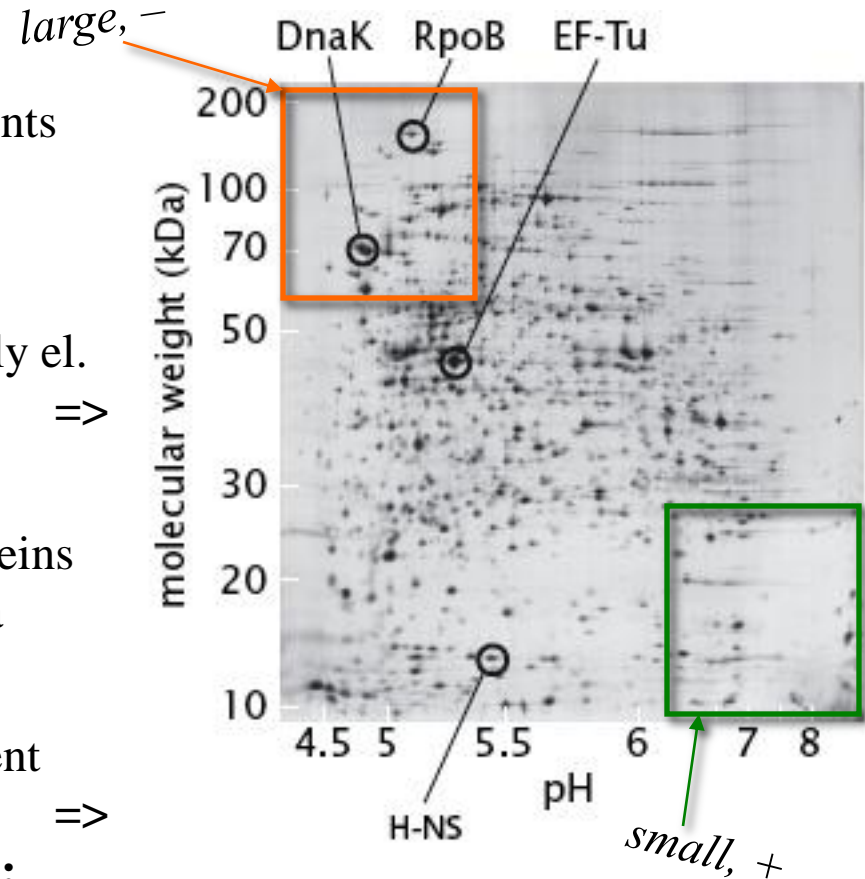 large, –
DnaK RpoB EF-Tu
nts
ly el.
=>
eins
ent
=>
molecular weight (kDa)
200
100
70
50
30
20
10
4.5 5 5.5 6 7 8
pH
H-NS
small, +